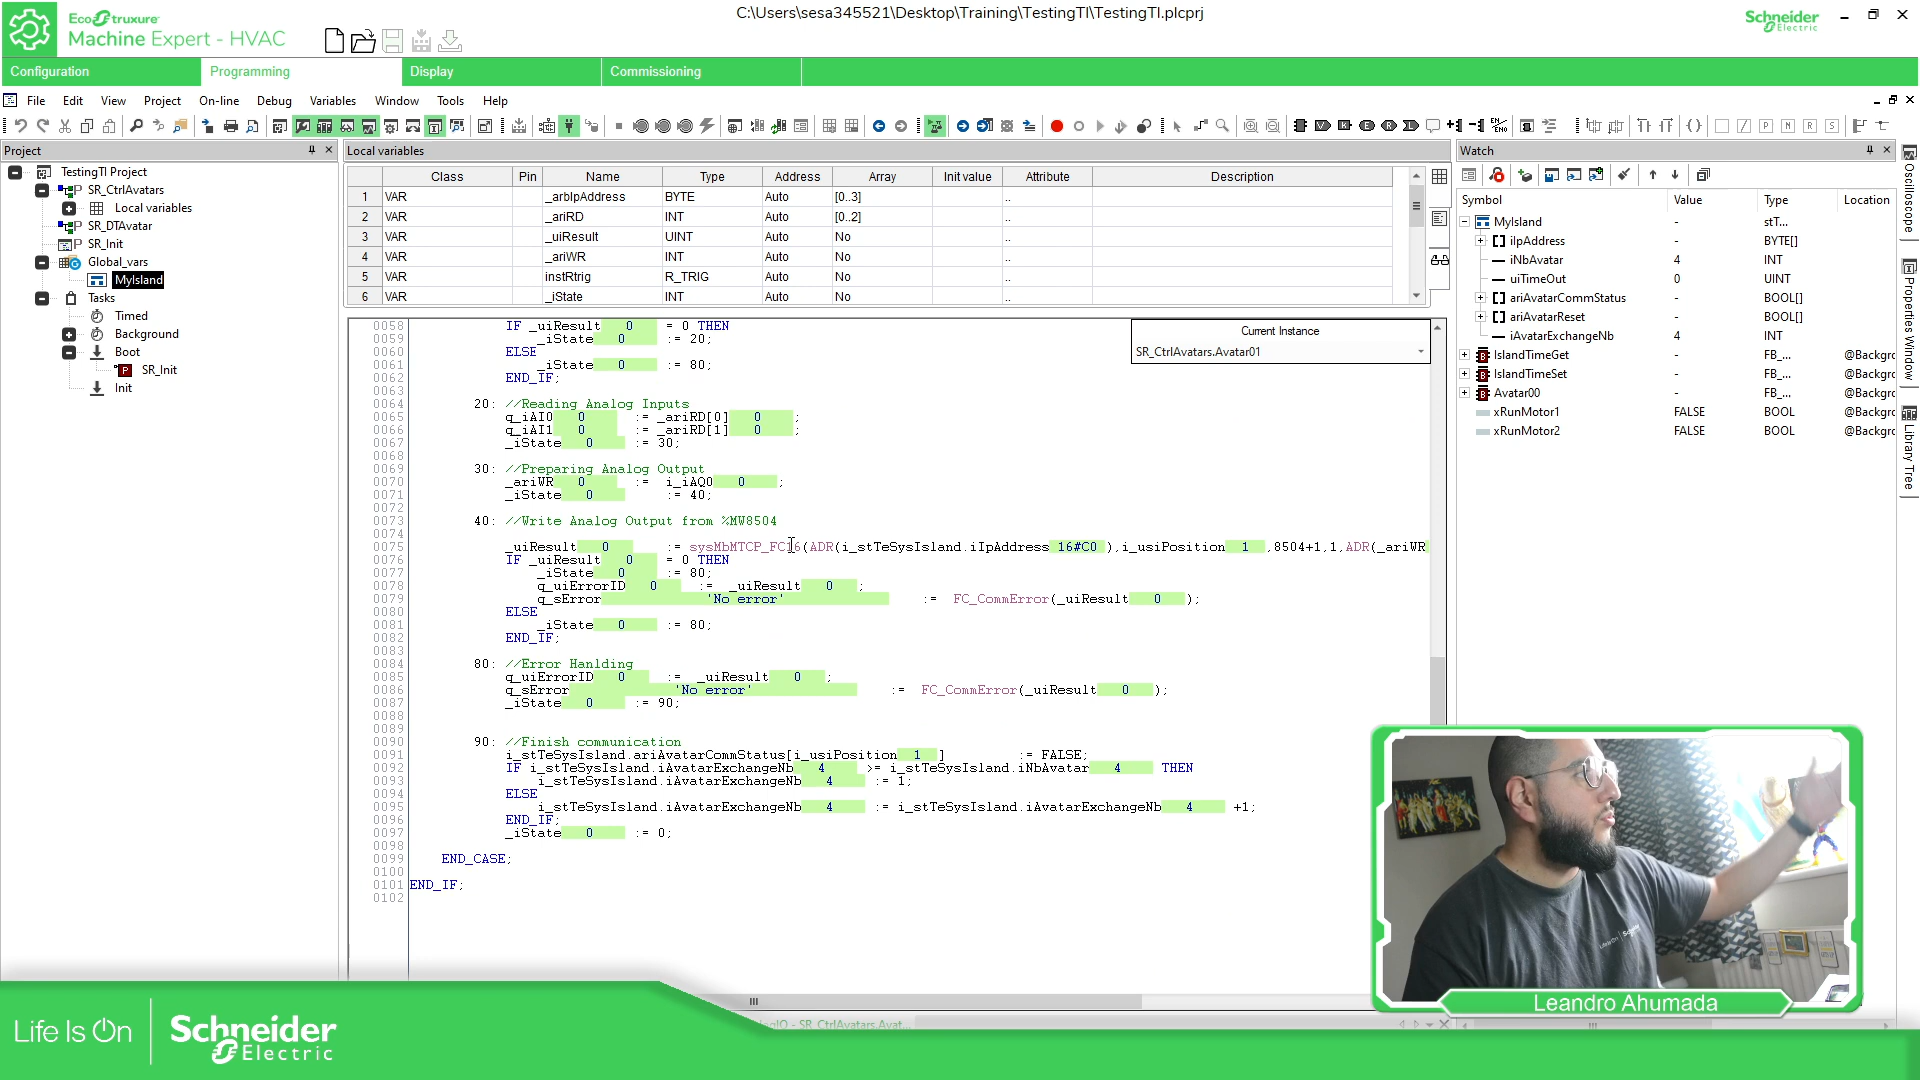 EcoStruxure
Machine Expert - HVAC
C:\Users\sesa345521\Desktop\Training\TestingTI\TestingTI.plcprj
Schneider
Electric
Configuration
Programming
Display
Commissioning
File Edit View Project On-line Debug Variables Window Tools Help
Project
TestingTI Project
SR_CtrlAvatars
Local variables
SR_DTAvatar
SR_Init
Global_vars
MyIsland
Tasks
Timed
Background
Boot
SR_Init
Init
Local variables
Class Pin Name Type Address Array Init value Attribute Description
1 VAR _arbIpAddress BYTE Auto [0..3] ..
2 VAR _ariRD INT Auto [0..2] ..
3 VAR _uiResult UINT Auto No ..
4 VAR _ariWR INT Auto No ..
5 VAR instRtrig R_TRIG Auto No ..
6 VAR _iState INT Auto No ..
Current Instance
SR_CtrlAvatars.Avatar01
0058 IF _uiResult 0 = 0 THEN
0059 _iState 0 := 20;
0060 ELSE
0061 _iState 0 := 80;
0062 END_IF;
0063
0064 20: //Reading Analog Inputs
0065 q_iAI0 0 := _ariRD[0] 0 ;
0066 q_iAI1 0 := _ariRD[1] 0 ;
0067 _iState 0 := 30;
0068
0069 30: //Preparing Analog Output
0070 _ariWR 0 := i_iAQ0 0 ;
0071 _iState 0 := 40;
0072
0073 40: //Write Analog Output from %MW8504
0074
0075 _uiResult 0 := sysMbMTCP_FC16(ADR(i_stTeSysIsland.iIpAddress 16#C0 ),i_usiPosition 1 ,8504+1,1,ADR(_ariWR
0076 IF _uiResult 0 = 0 THEN
0077 _iState 0 := 80;
0078 q_uiErrorID 0 := _uiResult 0 ;
0079 q_sError 'No error' := FC_CommError(_uiResult 0 );
0080 ELSE
0081 _iState 0 := 80;
0082 END_IF;
0083
0084 80: //Error Hanlding
0085 q_uiErrorID 0 := _uiResult 0 ;
0086 q_sError 'No error' := FC_CommError(_uiResult 0 );
0087 _iState 0 := 90;
0088
0089
0090 90: //Finish communication
0091 i_stTeSysIsland.ariAvatarCommStatus[i_usiPosition 1 ] := FALSE;
0092 IF i_stTeSysIsland.iAvatarExchangeNb 4 >= i_stTeSysIsland.iNbAvatar 4 THEN
0093 i_stTeSysIsland.iAvatarExchangeNb 4 := 1;
0094 ELSE
0095 i_stTeSysIsland.iAvatarExchangeNb 4 := i_stTeSysIsland.iAvatarExchangeNb 4 +1;
0096 END_IF;
0097 _iState 0 := 0;
0098
0099 END_CASE;
0100
0101 END_IF;
0102
Watch
Symbol Value Type Location
MyIsland - stT...
iIpAddress - BYTE[]
iNbAvatar 4 INT
uiTimeOut 0 UINT
ariAvatarCommStatus - BOOL[]
ariAvatarReset - BOOL[]
iAvatarExchangeNb 4 INT
IslandTimeGet - FB_... @Backgrc
IslandTimeSet - FB_... @Backgrc
Avatar00 - FB_... @Backgrc
xRunMotor1 FALSE BOOL @Backgrc
xRunMotor2 FALSE BOOL @Backgrc
Oscilloscope
Properties Window
Library Tree
Life Is On
Schneider
Electric
Leandro Ahumada